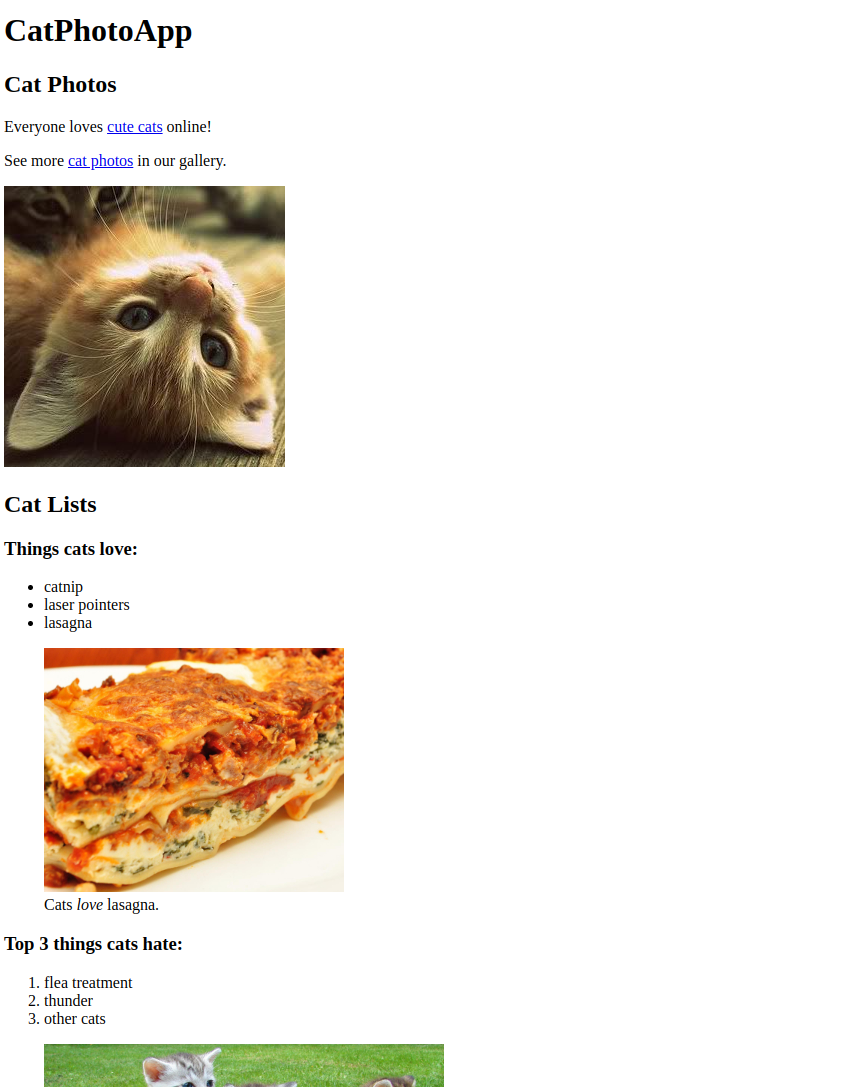 CatPhotoApp
Cat Photos
Everyone loves cute cats online!
See more cat photos in our gallery.
Cat Lists
Things cats love:
• catnip
• laser pointers
• lasagna
Cats love lasagna.
Top 3 things cats hate:
1. flea treatment
2. thunder
3. other cats